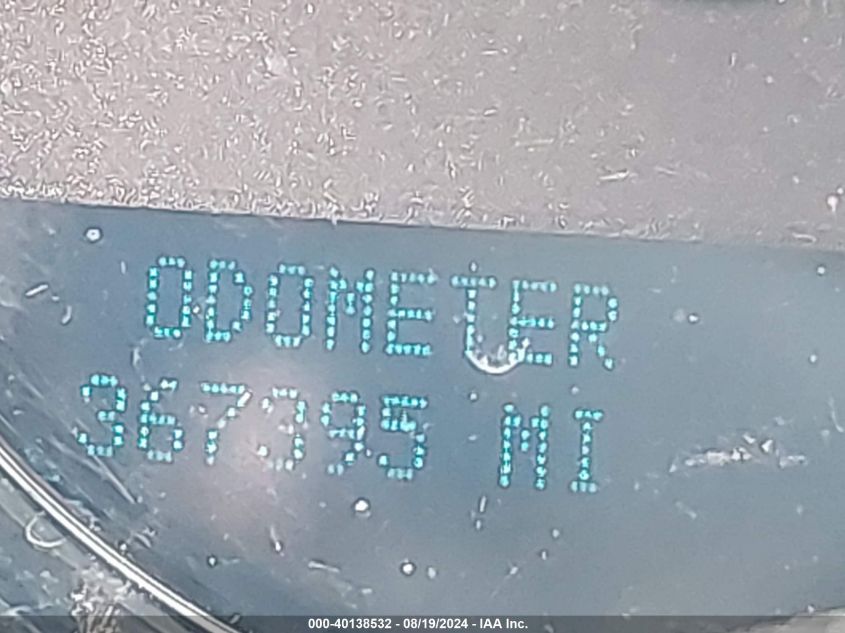 ODOMETER
367395 MI
000-40138532 - 08/19/2024 - IAA Inc.